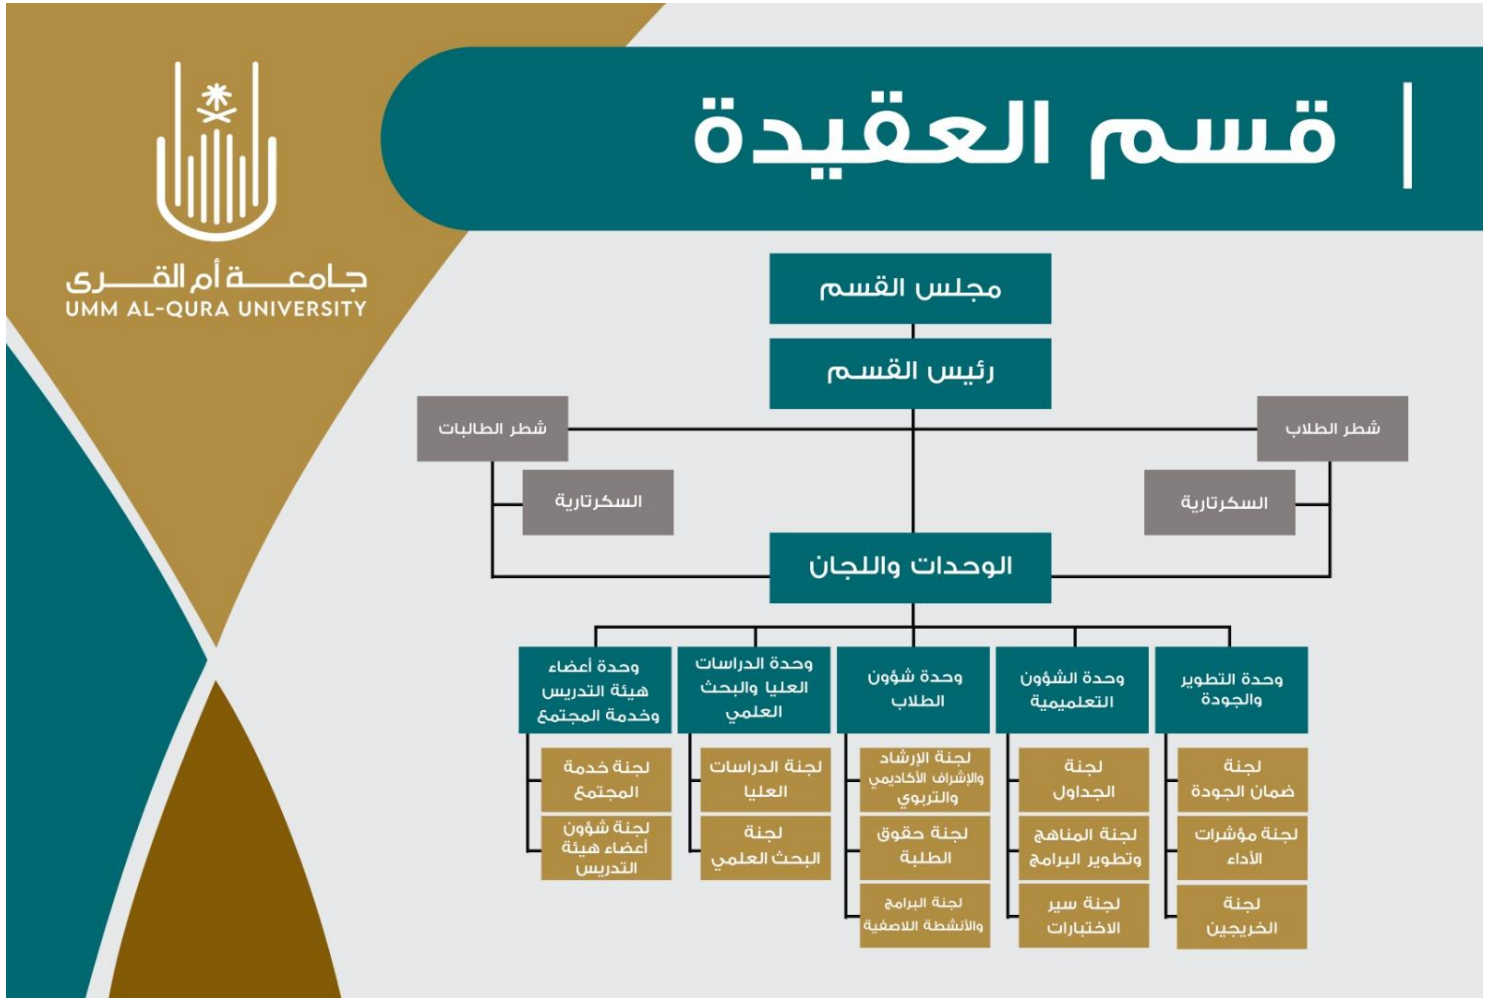 قسم العقيدة
جامعة أم القرى
UMM AL-QURA UNIVERSITY
مجلس القسم
رئيس القسم
شطر الطلاب
شطر الطالبات
السكرتارية
السكرتارية
الوحدات واللجان
وحدة التطوير
والجودة
لجنة
ضمان الجودة
لجنة مؤشرات
الأداء
لجنة
الخريجين
وحدة الشؤون
التعلميمية
لجنة
الجداول
لجنة المناهج
وتطوير البرامج
لجنة سير
الاختبارات
وحدة شؤون
الطلاب
لجنة الإرشاد
والإشراف الأكاديمي
والتربوي
لجنة حقوق
الطلبة
لجنة البرامج
والأنشطة اللاصفية
وحدة الدراسات
العليا والبحث
العلمي
لجنة الدراسات
العليا
لجنة
البحث العلمي
وحدة أعضاء
هيئة التدريس
وخدمة المجتمع
لجنة خدمة
المجتمع
لجنة شؤون
أعضاء هيئة
التدريس